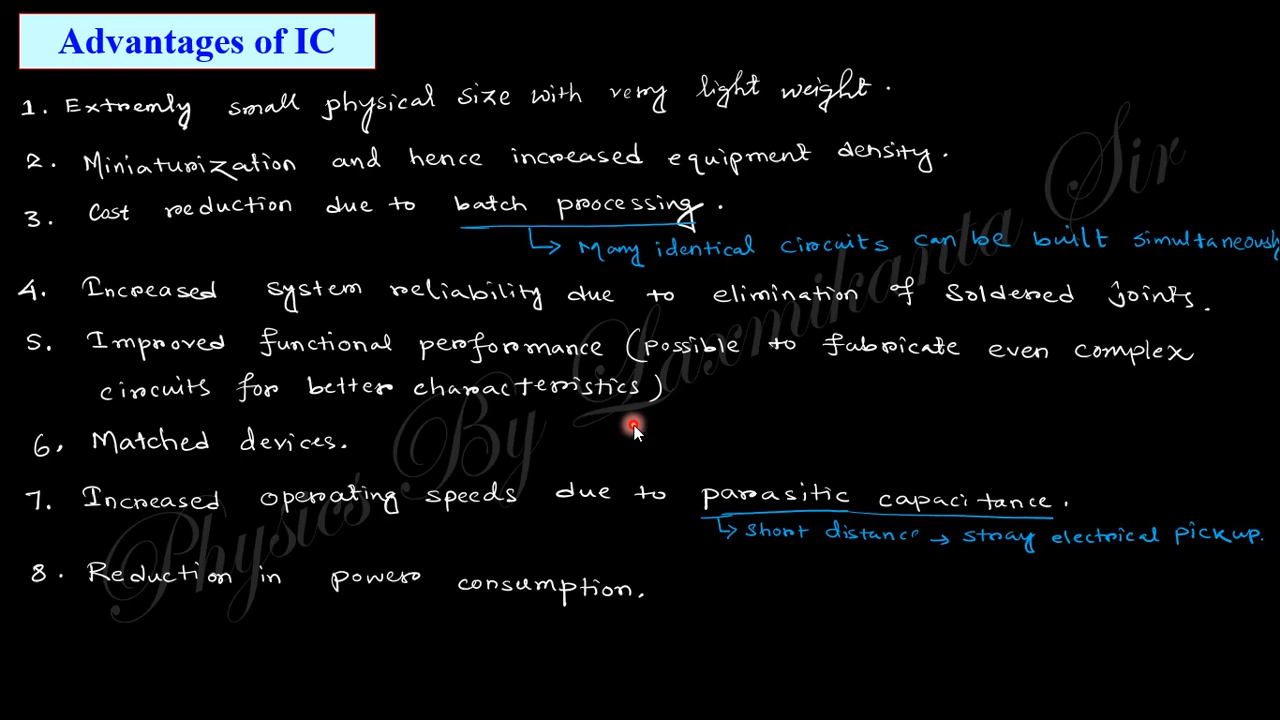 Advantages of IC
1. Extremly small physical size with very light weight.
2. Miniaturization and hence increased equipment density.
3. Cost reduction due to batch processing.
↳ Many identical circuits can be built simultaneously
4. Increased system reliability due to elimination of soldered joints.
5. Improved functional performance (possible to fabricate even complex
circuits for better characteristics)
6. Matched devices.
7. Increased operating speeds due to parasitic capacitance.
↳ short distance → stray electrical pickup.
8. Reduction in power consumption.
Physics By Laxmikanta Sir